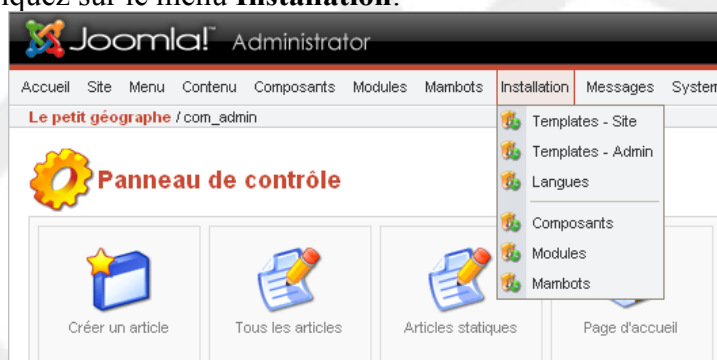 iquez sur le menu Installation.
Joomla!™ Administrator
Accueil Site Menu Contenu Composants Modules Mambots Installation Messages System
Le petit géographe / com_admin
Templates - Site
Templates - Admin
Langues
Composants
Modules
Mambots
Panneau de contrôle
Créer un article
Tous les articles
Articles statiques
Page d'accueil